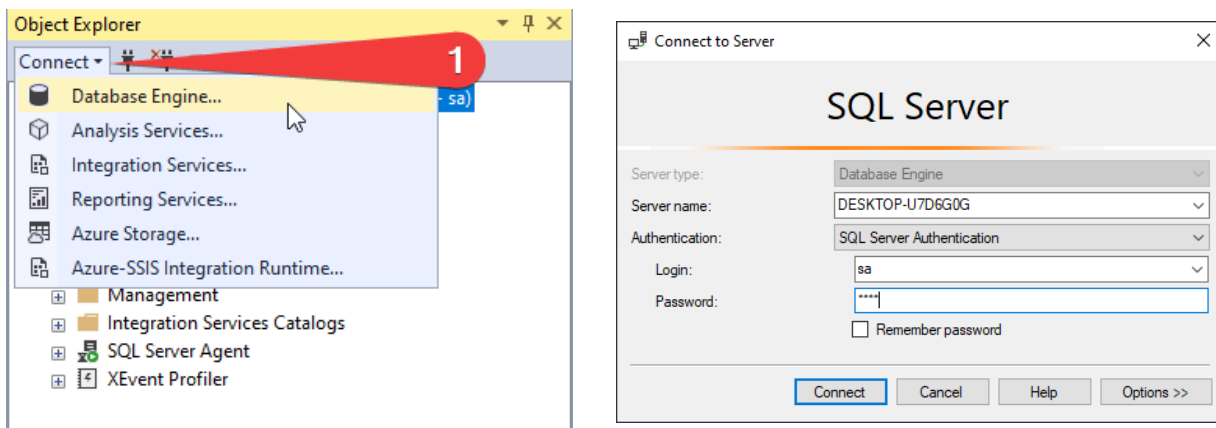 Object Explorer
Connect
1
Database Engine...
- sa)
Analysis Services...
Integration Services...
Reporting Services...
Azure Storage...
Azure-SSIS Integration Runtime...
Management
Integration Services Catalogs
SQL Server Agent
XEvent Profiler
Connect to Server
SQL Server
Server type:
Database Engine
Server name:
DESKTOP-U7D6G0G
Authentication:
SQL Server Authentication
Login:
sa
Password:
****
Remember password
Connect
Cancel
Help
Options >>